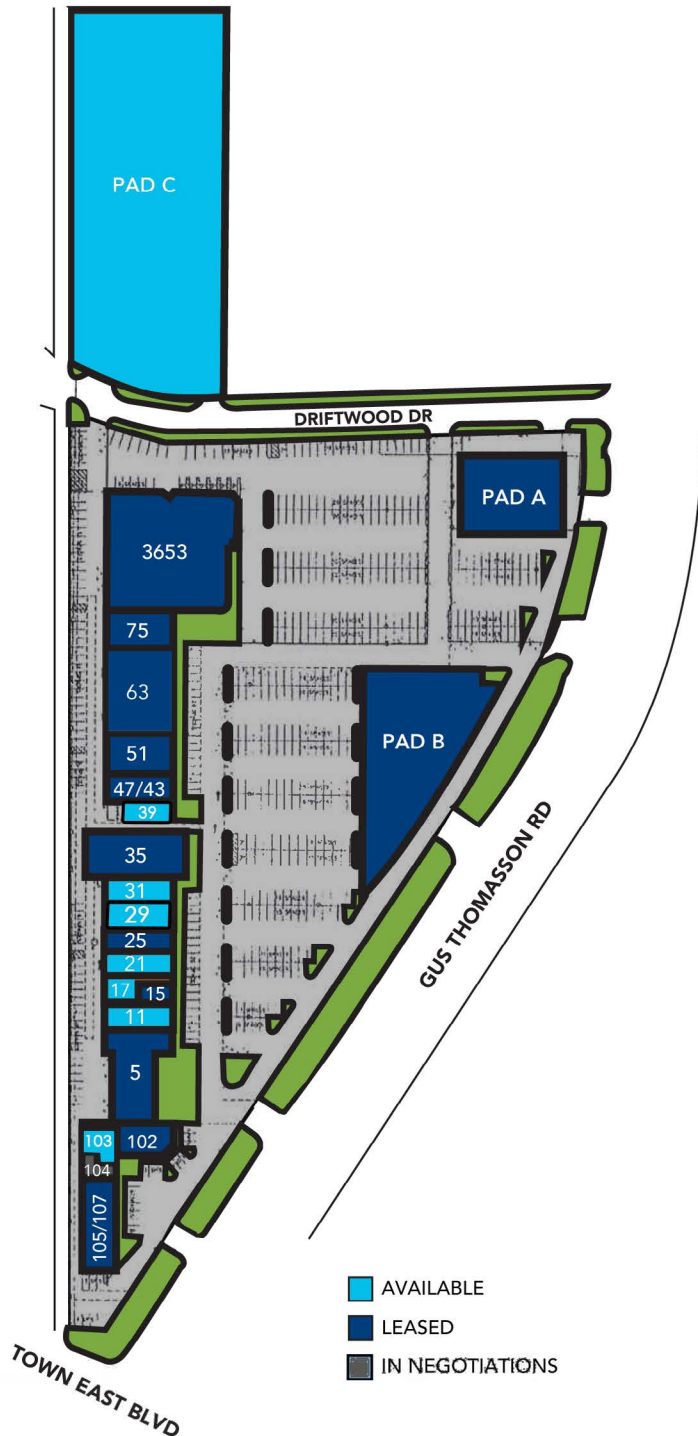 PAD C
DRIFTWOOD DR
PAD A
3653
75
63
51
PAD B
47/43
39
35
31
29
25
21
17
15
11
5
GUS THOMASSON RD
103
102
104
105/107
AVAILABLE
LEASED
IN NEGOTIATIONS
TOWN EAST BLVD